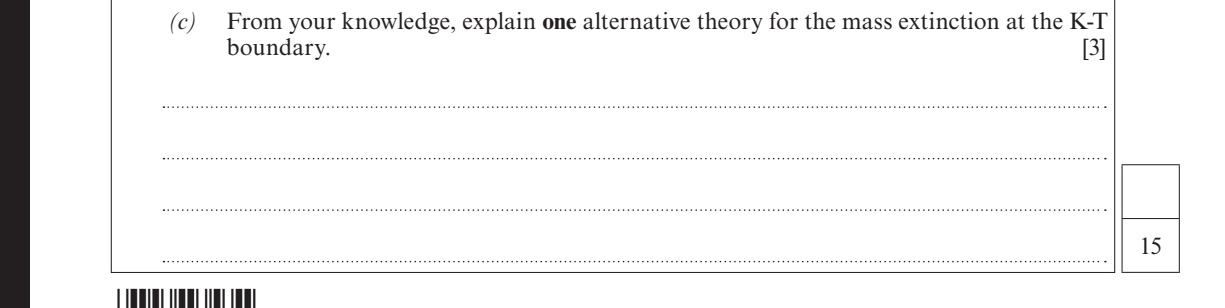 (c) From your knowledge, explain one alternative theory for the mass extinction at the K-T
boundary. [3]
15